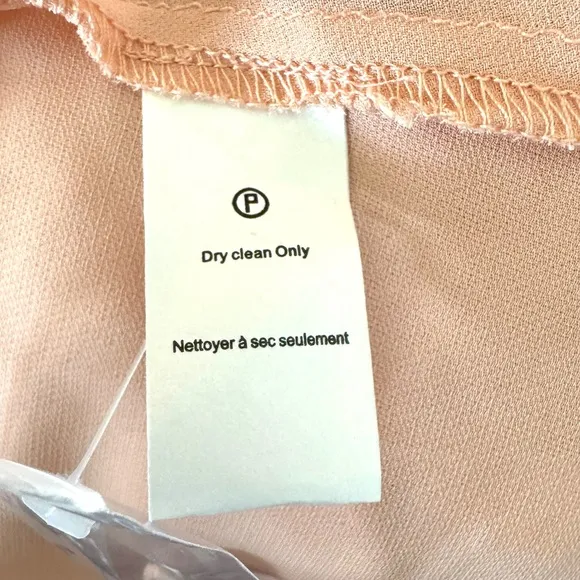 P
Dry clean Only
Nettoyer à sec seulement